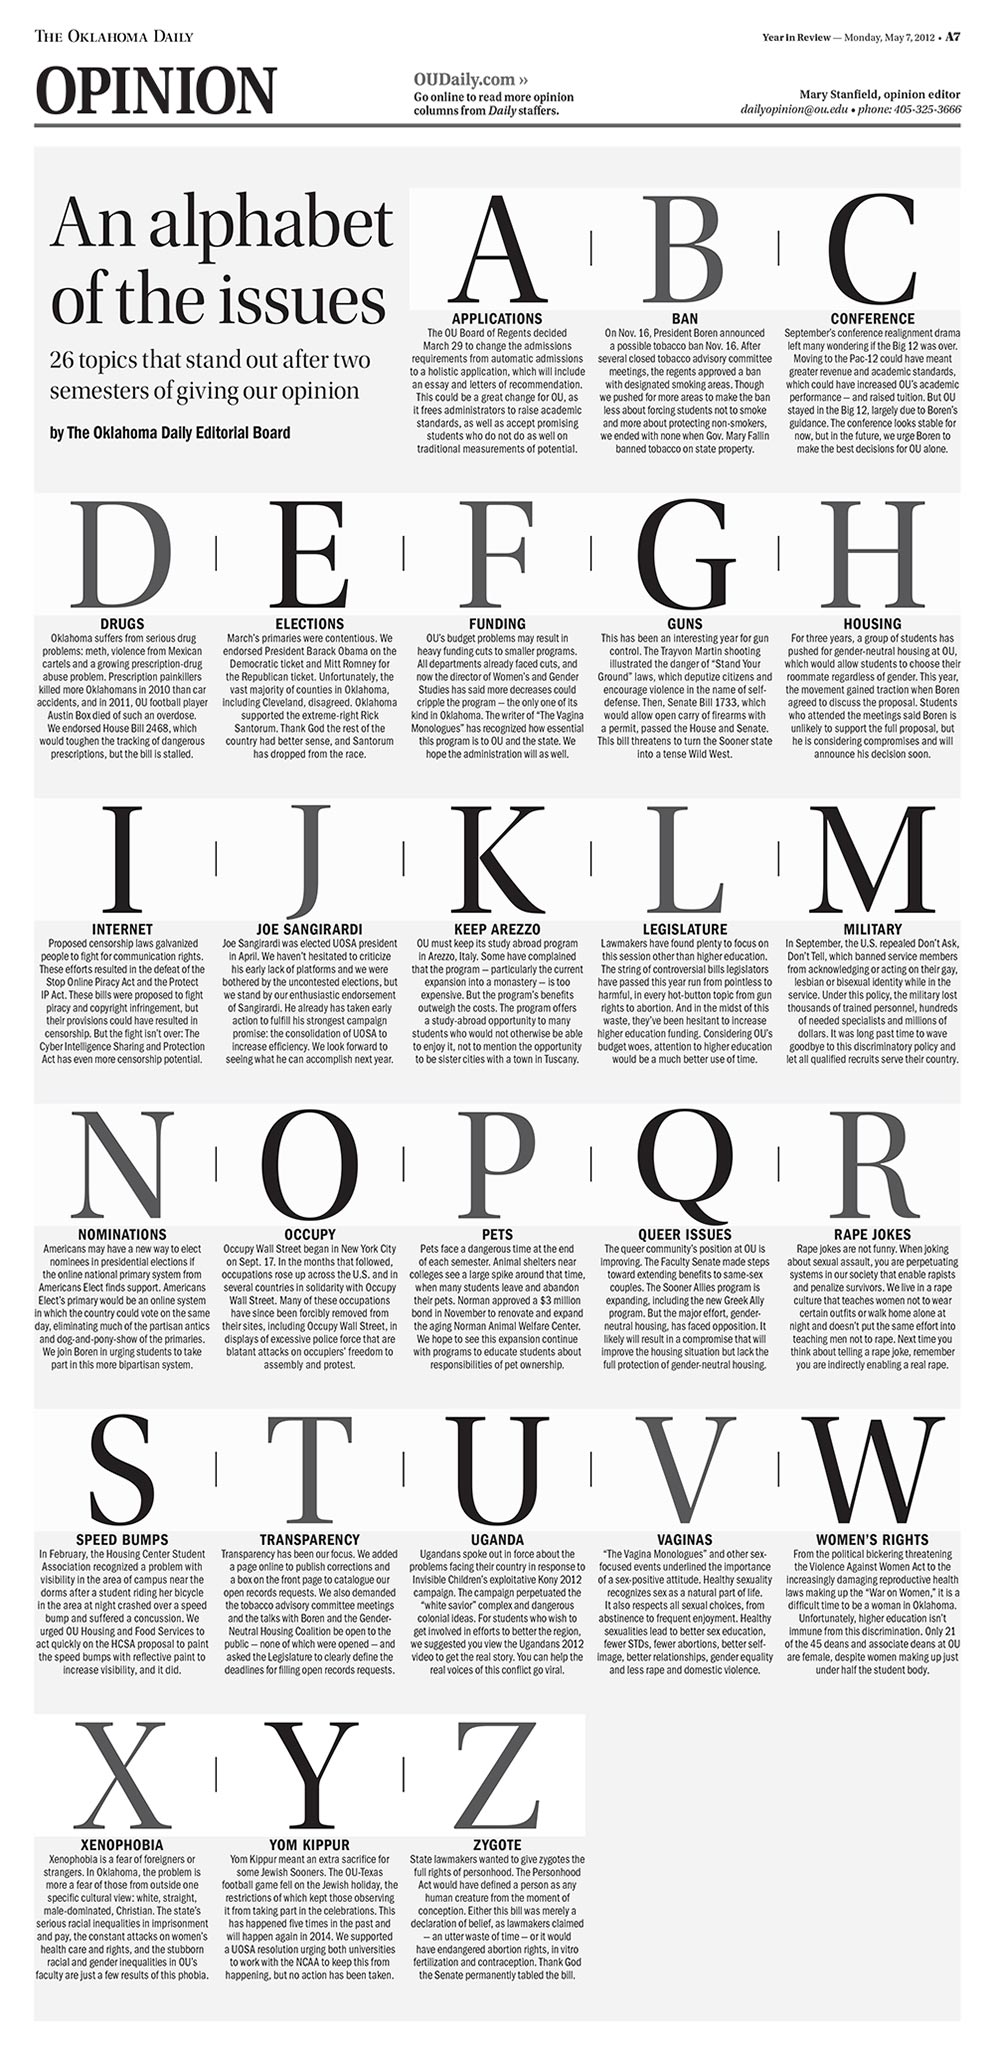 THE OKLAHOMA DAILY
Year in Review — Monday, May 7, 2012 • A7
OPINION
OUDaily.com »
Go online to read more opinion
columns from Daily staffers.
Mary Stanfield, opinion editor
dailyopinion@ou.edu • phone: 405-325-3666
An alphabet
of the issues
26 topics that stand out after two
semesters of giving our opinion
by The Oklahoma Daily Editorial Board
A
APPLICATIONS
The OU Board of Regents decided
March 29 to change the admissions
requirements from automatic admissions
to a holistic application, which will include
an essay and letters of recommendation.
This could be a great change for OU, as
it frees administrators to raise academic
standards, as well as accept promising
students who do not do as well on
traditional measurements of potential.
B
BAN
On Nov. 16, President Boren announced
a possible tobacco ban Nov. 16. After
several closed tobacco advisory committee
meetings, the regents approved a ban
with designated smoking areas. Though
we pushed for more areas to make the ban
less about forcing students not to smoke
and more about protecting non-smokers,
we ended with none when Gov. Mary Fallin
banned tobacco on state property.
C
CONFERENCE
September's conference realignment drama
left many wondering if the Big 12 was over.
Moving to the Pac-12 could have meant
greater revenue and academic standards,
which could have increased OU's academic
performance — and raised tuition. But OU
stayed in the Big 12, largely due to Boren's
guidance. The conference looks stable for
now, but in the future, we urge Boren to
make the best decisions for OU alone.
D
DRUGS
Oklahoma suffers from serious drug
problems: meth, violence from Mexican
cartels and a growing prescription-drug
abuse problem. Prescription painkillers
killed more Oklahomans in 2010 than car
accidents, and in 2011, OU football player
Austin Box died of such an overdose.
We endorsed House Bill 2468, which
would toughen the tracking of dangerous
prescriptions, but the bill is stalled.
E
ELECTIONS
March's primaries were contentious. We
endorsed President Barack Obama on the
Democratic ticket and Mitt Romney for
the Republican ticket. Unfortunately, the
vast majority of counties in Oklahoma,
including Cleveland, disagreed. Oklahoma
supported the extreme-right Rick
Santorum. Thank God the rest of the
country had better sense, and Santorum
has dropped from the race.
F
FUNDING
OU's budget problems may result in
heavy funding cuts to smaller programs.
All departments already faced cuts, and
now the director of Women's and Gender
Studies has said more decreases could
cripple the program — the only one of its
kind in Oklahoma. The writer of "The Vagina
Monologues" has recognized how essential
this program is to OU and the state. We
hope the administration will as well.
G
GUNS
This has been an interesting year for gun
control. The Trayvon Martin shooting
illustrated the danger of "Stand Your
Ground" laws, which deputize citizens and
encourage violence in the name of self-
defense. Then, Senate Bill 1733, which
would allow open carry of firearms with
a permit, passed the House and Senate.
This bill threatens to turn the Sooner state
into a tense Wild West.
H
HOUSING
For three years, a group of students has
pushed for gender-neutral housing at OU,
which would allow students to choose their
roommate regardless of gender. This year,
the movement gained traction when Boren
agreed to discuss the proposal. Students
who attended the meetings said Boren is
unlikely to support the full proposal, but
he is considering compromises and will
announce his decision soon.
I
INTERNET
Proposed censorship laws galvanized
people to fight for communication rights.
These efforts resulted in the defeat of the
Stop Online Piracy Act and the Protect
IP Act. These bills were proposed to fight
piracy and copyright infringement, but
their provisions could have resulted in
censorship. But the fight isn't over: The
Cyber Intelligence Sharing and Protection
Act has even more censorship potential.
J
JOE SANGIRARDI
Joe Sangirardi was elected UOSA president
in April. We haven't hesitated to criticize
his early lack of platforms and we were
bothered by the uncontested elections, but
we stand by our enthusiastic endorsement
of Sangirardi. He already has taken early
action to fulfill his strongest campaign
promise: the consolidation of UOSA to
increase efficiency. We look forward to
seeing what he can accomplish next year.
K
KEEP AREZZO
OU must keep its study abroad program
in Arezzo, Italy. Some have complained
that the program — particularly the current
expansion into a monastery — is too
expensive. But the program's benefits
outweigh the costs. The program offers
a study-abroad opportunity to many
students who would not otherwise be able
to enjoy it, not to mention the opportunity
to be sister cities with a town in Tuscany.
L
LEGISLATURE
Lawmakers have found plenty to focus on
this session other than higher education.
The string of controversial bills legislators
have passed this year run from pointless to
harmful, in every hot-button topic from gun
rights to abortion. And in the midst of this
waste, they've been hesitant to increase
higher education funding. Considering OU's
budget woes, attention to higher education
would be a much better use of time.
M
MILITARY
In September, the U.S. repealed Don't Ask,
Don't Tell, which banned service members
from acknowledging or acting on their gay,
lesbian or bisexual identity while in the
service. Under this policy, the military lost
thousands of trained personnel, hundreds
of needed specialists and millions of
dollars. It was long past time to wave
goodbye to this discriminatory policy and
let all qualified recruits serve their country.
N
NOMINATIONS
Americans may have a new way to elect
nominees in presidential elections if
the online national primary system from
Americans Elect finds support. Americans
Elect's primary would be an online system
in which the country could vote on the same
day, eliminating much of the partisan antics
and dog-and-pony-show of the primaries.
We join Boren in urging students to take
part in this more bipartisan system.
O
OCCUPY
Occupy Wall Street began in New York City
on Sept. 17. In the months that followed,
occupations rose up across the U.S. and in
several countries in solidarity with Occupy
Wall Street. Many of these occupations
have since been forcibly removed from
their sites, including Occupy Wall Street, in
displays of excessive police force that are
blatant attacks on occupiers' freedom to
assembly and protest.
P
PETS
Pets face a dangerous time at the end
of each semester. Animal shelters near
colleges see a large spike around that time,
when many students leave and abandon
their pets. Norman approved a $3 million
bond in November to renovate and expand
the aging Norman Animal Welfare Center.
We hope to see this expansion continue
with programs to educate students about
responsibilities of pet ownership.
Q
QUEER ISSUES
The queer community's position at OU is
improving. The Faculty Senate made steps
toward extending benefits to same-sex
couples. The Sooner Allies program is
expanding, including the new Greek Ally
program. But the major effort, gender-
neutral housing, has faced opposition. It
likely will result in a compromise that will
improve the housing situation but lack the
full protection of gender-neutral housing.
R
RAPE JOKES
Rape jokes are not funny. When joking
about sexual assault, you are perpetuating
systems in our society that enable rapists
and penalize survivors. We live in a rape
culture that teaches women not to wear
certain outfits or walk home alone at
night and doesn't put the same effort into
teaching men not to rape. Next time you
think about telling a rape joke, remember
you are indirectly enabling a real rape.
S
SPEED BUMPS
In February, the Housing Center Student
Association recognized a problem with
visibility in the area of campus near the
dorms after a student riding her bicycle
in the area at night crashed over a speed
bump and suffered a concussion. We
urged OU Housing and Food Services to
act quickly on the HCSA proposal to paint
the speed bumps with reflective paint to
increase visibility, and it did.
T
TRANSPARENCY
Transparency has been our focus. We added
a page online to publish corrections and
a box on the front page to catalogue our
open records requests. We also demanded
the tobacco advisory committee meetings
and the talks with Boren and the Gender-
Neutral Housing Coalition be open to the
public — none of which were opened — and
asked the Legislature to clearly define the
deadlines for filling open records requests.
U
UGANDA
Ugandans spoke out in force about the
problems facing their country in response to
Invisible Children's exploitative Kony 2012
campaign. The campaign perpetuated the
"white savior" complex and dangerous
colonial ideas. For students who wish to
get involved in efforts to better the region,
we suggested you view the Ugandans 2012
video to get the real story. You can help the
real voices of this conflict go viral.
V
VAGINAS
"The Vagina Monologues" and other sex-
focused events underlined the importance
of a sex-positive attitude. Healthy sexuality
recognizes sex as a natural part of life.
It also respects all sexual choices, from
abstinence to frequent enjoyment. Healthy
sexualities lead to better sex education,
fewer STDs, fewer abortions, better self-
image, better relationships, gender equality
and less rape and domestic violence.
W
WOMEN'S RIGHTS
From the political bickering threatening
the Violence Against Women Act to the
increasingly damaging reproductive health
laws making up the "War on Women," it is a
difficult time to be a woman in Oklahoma.
Unfortunately, higher education isn't
immune from this discrimination. Only 21
of the 45 deans and associate deans at OU
are female, despite women making up just
under half the student body.
X
XENOPHOBIA
Xenophobia is a fear of foreigners or
strangers. In Oklahoma, the problem is
more a fear of those from outside one
specific cultural view: white, straight,
male-dominated, Christian. The state's
serious racial inequalities in imprisonment
and pay, the constant attacks on women's
health care and rights, and the stubborn
racial and gender inequalities in OU's
faculty are just a few results of this phobia.
Y
YOM KIPPUR
Yom Kippur meant an extra sacrifice for
some Jewish Sooners. The OU-Texas
football game fell on the Jewish holiday, the
restrictions of which kept those observing
it from taking part in the celebrations. This
has happened five times in the past and
will happen again in 2014. We supported
a UOSA resolution urging both universities
to work with the NCAA to keep this from
happening, but no action has been taken.
Z
ZYGOTE
State lawmakers wanted to give zygotes the
full rights of personhood. The Personhood
Act would have defined a person as any
human creature from the moment of
conception. Either this bill was merely a
declaration of belief, as lawmakers claimed
— an utter waste of time — or it would
have endangered abortion rights, in vitro
fertilization and contraception. Thank God
the Senate permanently tabled the bill.